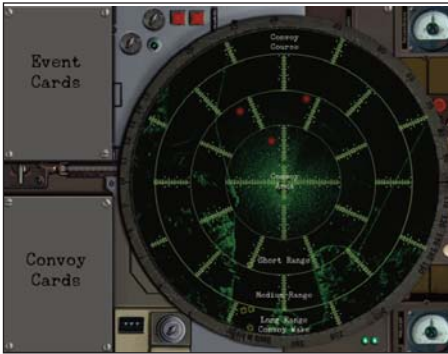 Event
Cards
Convoy
Cards
Convoy
Course
Convoy
Area
Short Range
Medium Range
Long Range
Convoy Wake